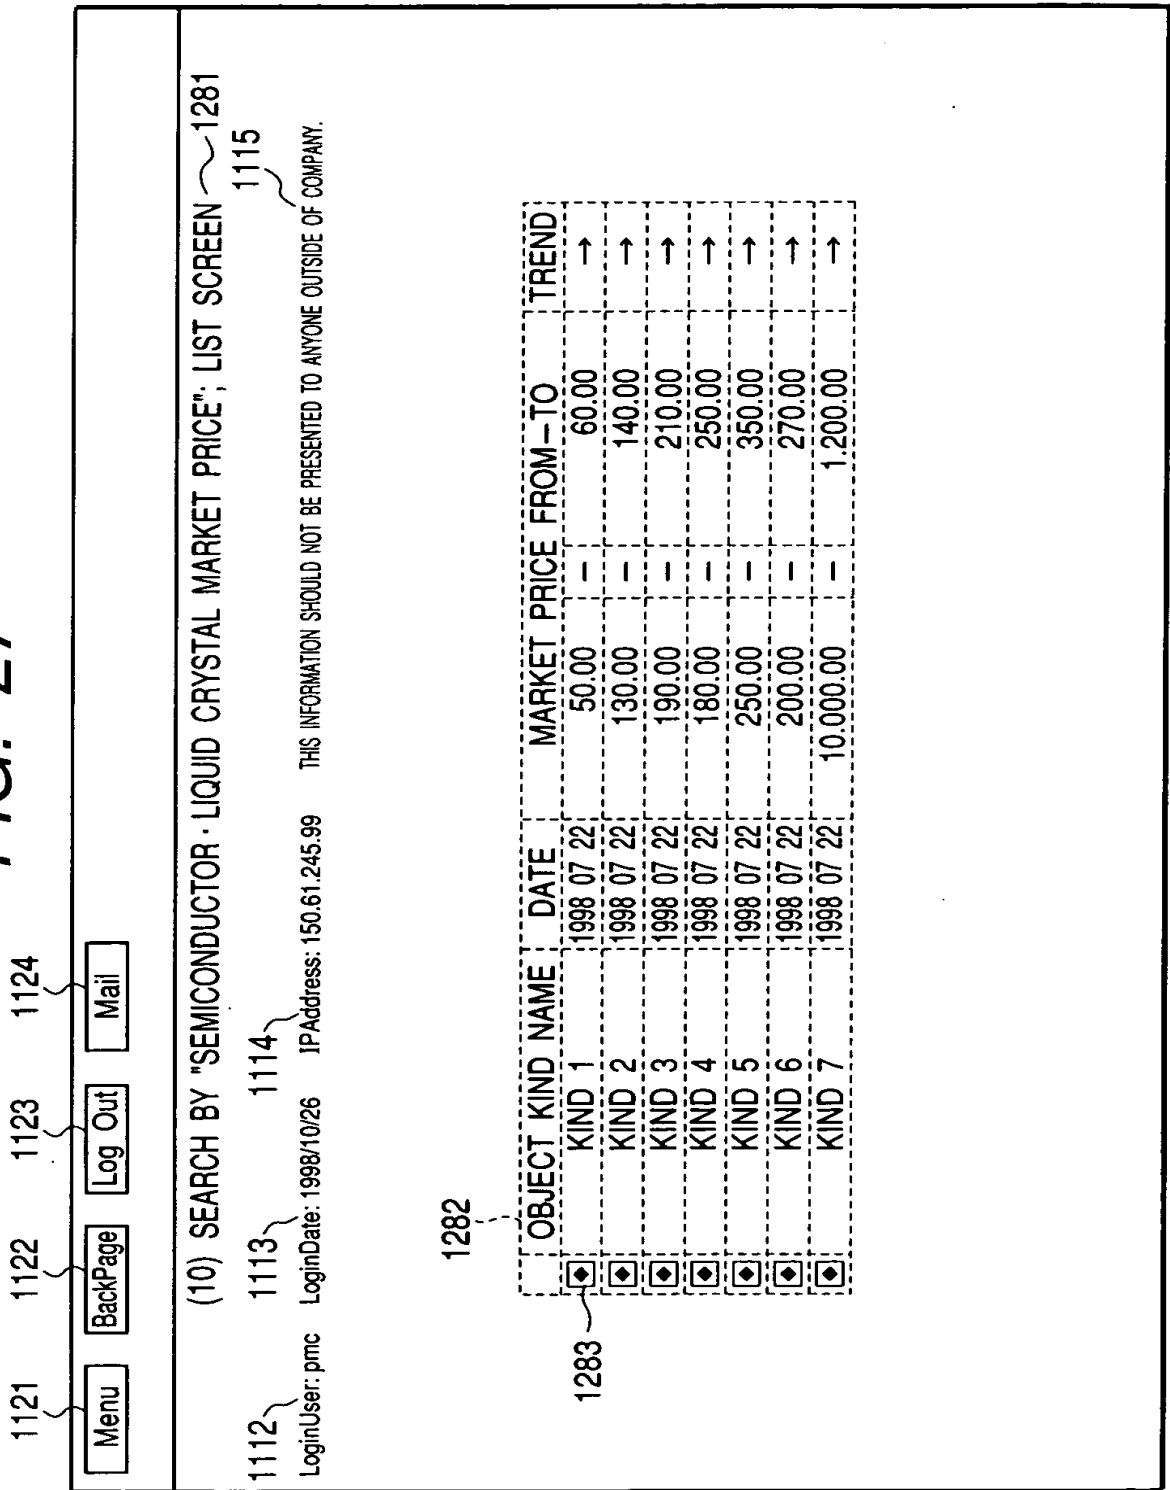 FIG. 27
1121 1122 1123 1124
Menu BackPage Log Out Mail
(10) SEARCH BY "SEMICONDUCTOR · LIQUID CRYSTAL MARKET PRICE"; LIST SCREEN 1281
1112 1113 1114 1115
LoginUser: pmc LoginDate: 1998/10/26 IPAddress: 150.61.245.99 THIS INFORMATION SHOULD NOT BE PRESENTED TO ANYONE OUTSIDE OF COMPANY.
1282
OBJECT KIND NAME DATE MARKET PRICE FROM—TO TREND
KIND 1 1998 07 22 50.00 – 60.00 →
KIND 2 1998 07 22 130.00 – 140.00 →
KIND 3 1998 07 22 190.00 – 210.00 →
KIND 4 1998 07 22 180.00 – 250.00 →
KIND 5 1998 07 22 250.00 – 350.00 →
KIND 6 1998 07 22 200.00 – 270.00 →
KIND 7 1998 07 22 10.000.00 – 1.200.00 →
1283